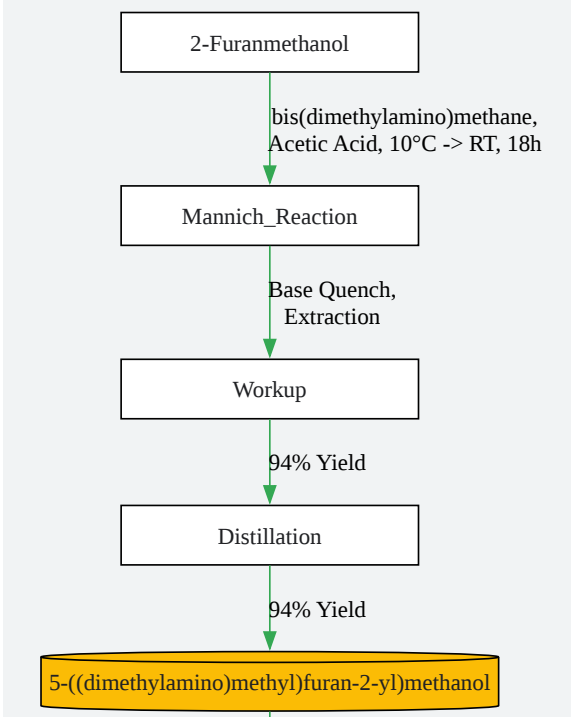 2-Furanmethanol
bis(dimethylamino)methane,
Acetic Acid, 10°C -> RT, 18h
Mannich_Reaction
Base Quench,
Extraction
Workup
94% Yield
Distillation
94% Yield
5-((dimethylamino)methyl)furan-2-yl)methanol